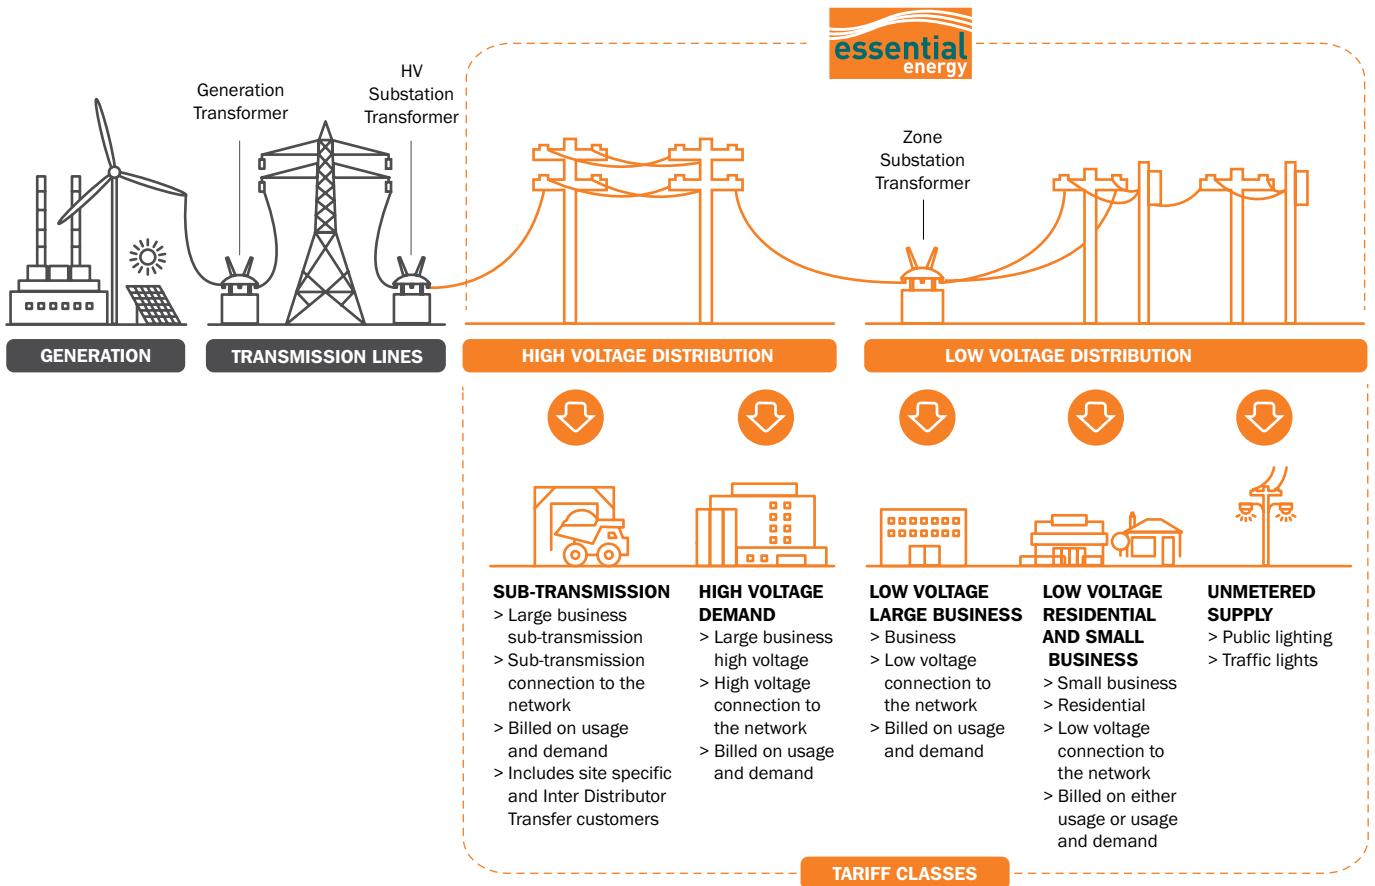 essential
energy
Generation
Transformer
HV
Substation
Transformer
Zone
Substation
Transformer
GENERATION
TRANSMISSION LINES
HIGH VOLTAGE DISTRIBUTION
LOW VOLTAGE DISTRIBUTION
SUB-TRANSMISSION
> Large business
sub-transmission
> Sub-transmission
connection to the
network
> Billed on usage
and demand
> Includes site specific
and Inter Distributor
Transfer customers
HIGH VOLTAGE
DEMAND
> Large business
high voltage
> High voltage
connection to
the network
> Billed on usage
and demand
LOW VOLTAGE
LARGE BUSINESS
> Business
> Low voltage
connection to
the network
> Billed on usage
and demand
LOW VOLTAGE
RESIDENTIAL
AND SMALL
BUSINESS
> Small business
> Residential
> Low voltage
connection to
the network
> Billed on either
usage or usage
and demand
UNMETERED
SUPPLY
> Public lighting
> Traffic lights
TARIFF CLASSES